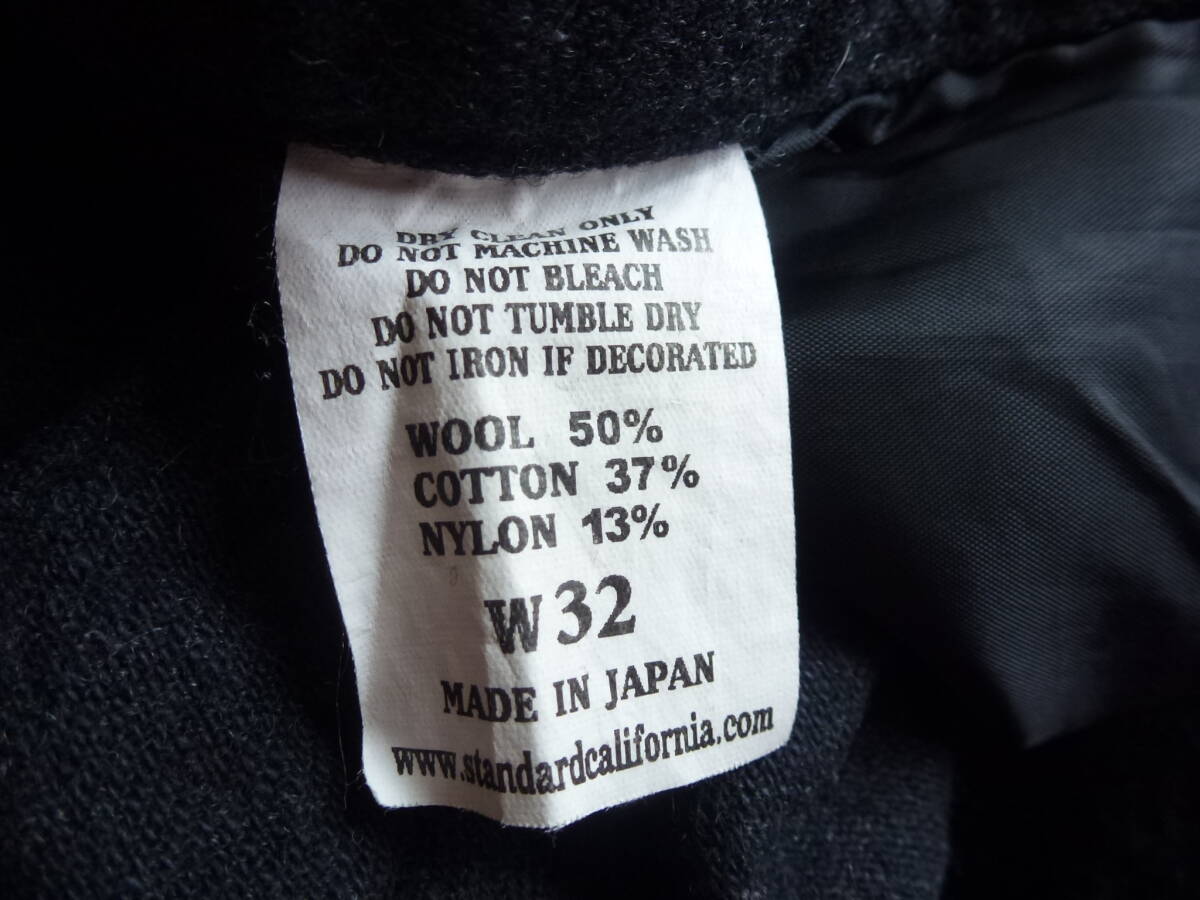 DRY CLEAN ONLY
DO NOT MACHINE WASH
DO NOT BLEACH
DO NOT TUMBLE DRY
DO NOT IRON IF DECORATED
WOOL 50%
COTTON 37%
NYLON 13%
W 32
MADE IN JAPAN
www.standardcalifornia.com